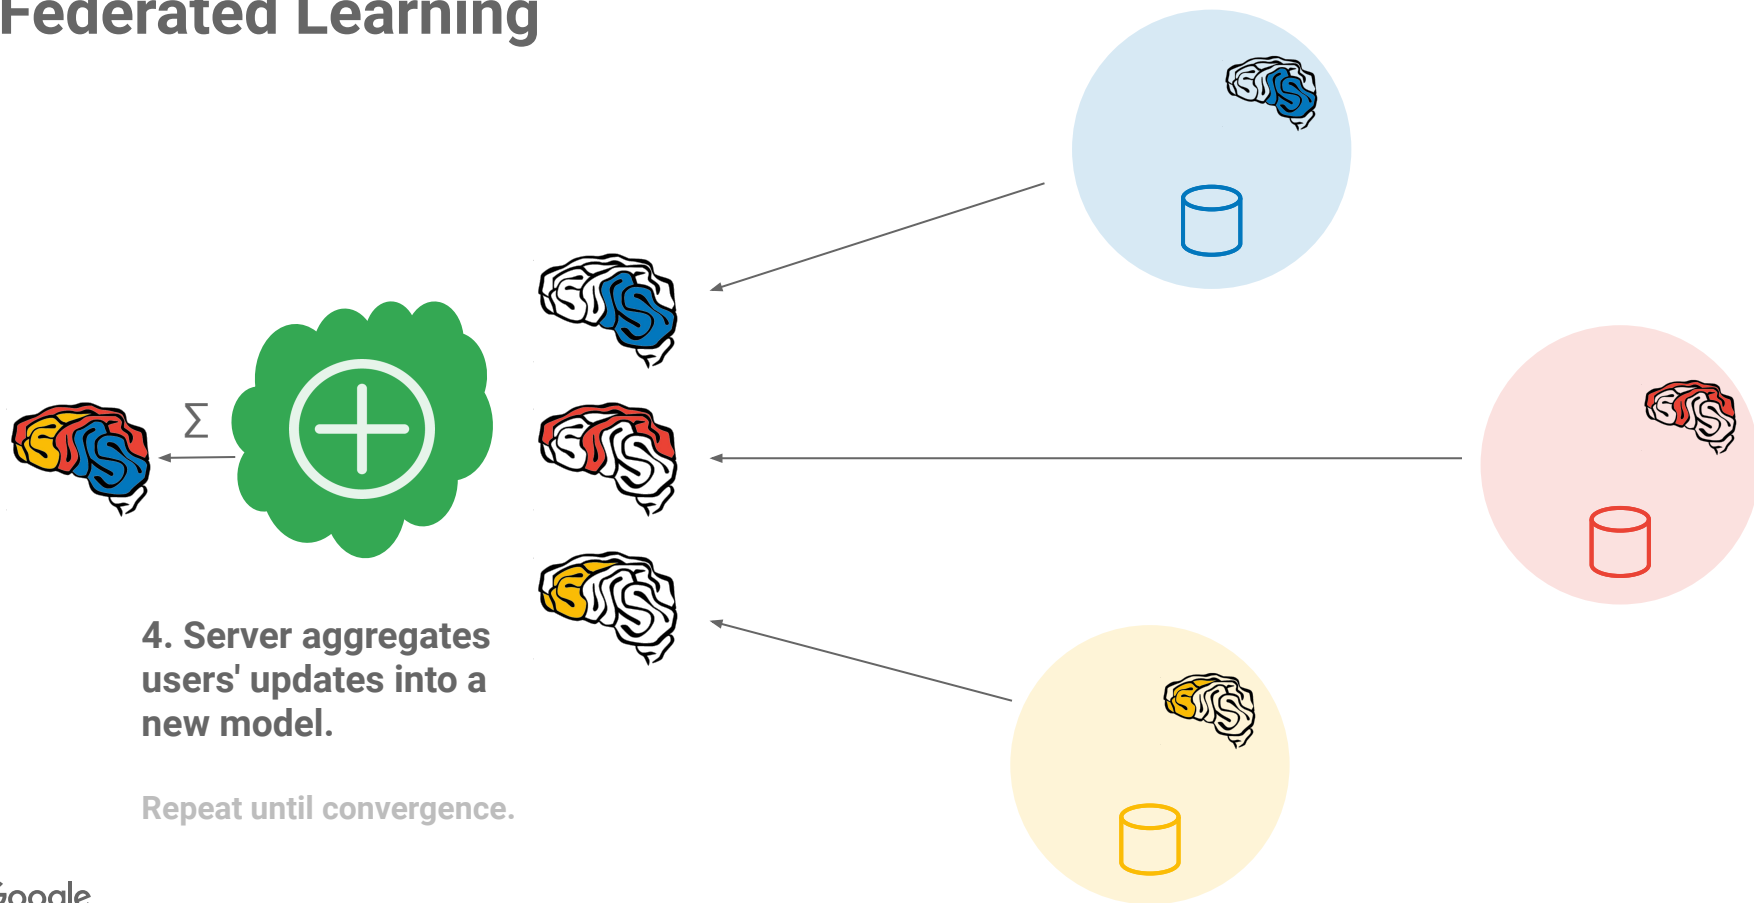 Federated Learning
Σ
4. Server aggregates
users' updates into a
new model.
Repeat until convergence.
Google